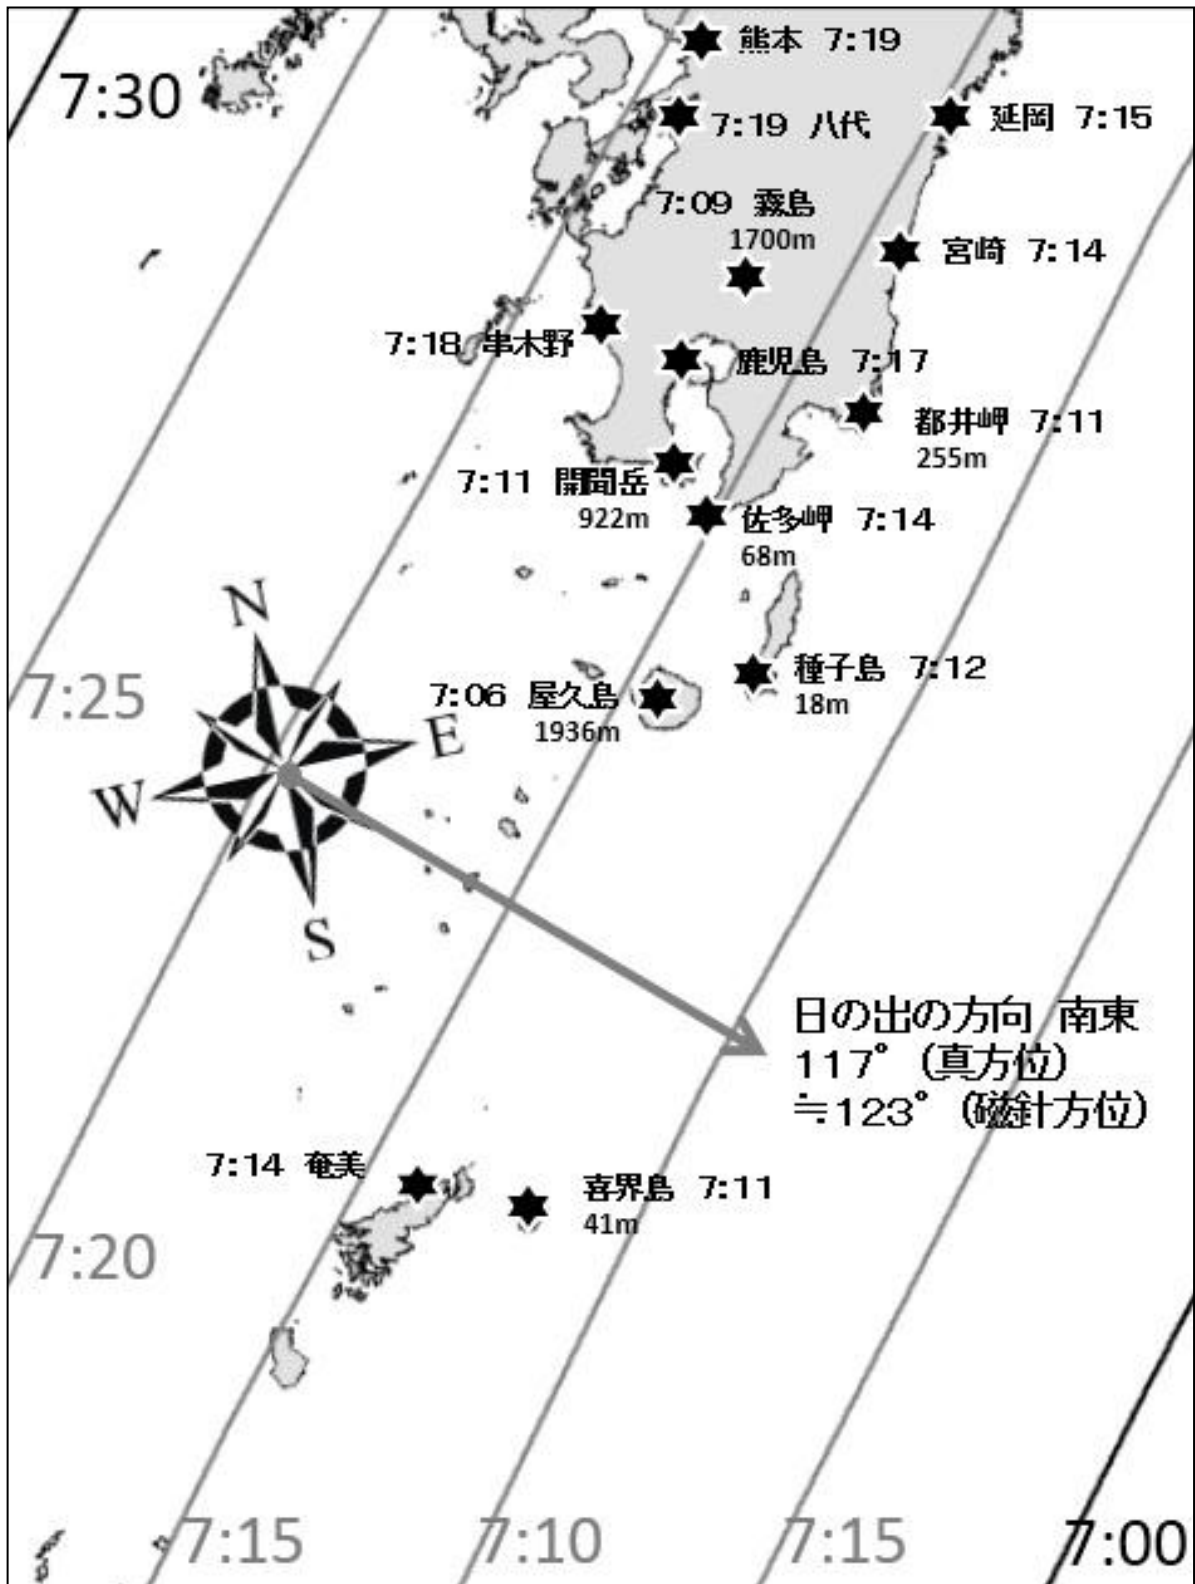 熊本 7:19
7:30
7:19 八代
延岡 7:15
7:09 霧島
1700m
宮崎 7:14
7:18 串木野
鹿児島 7:17
都井岬 7:11
255m
7:11 開聞岳
922m
佐多岬 7:14
68m
N
7:25
種子島 7:12
18m
7:06 屋久島
1936m
E
W
S
日の出の方向 南東
117°(真方位)
≒123°(磁針方位)
7:14 奄美
喜界島 7:11
41m
7:20
7:15
7:10
7:15
7:00